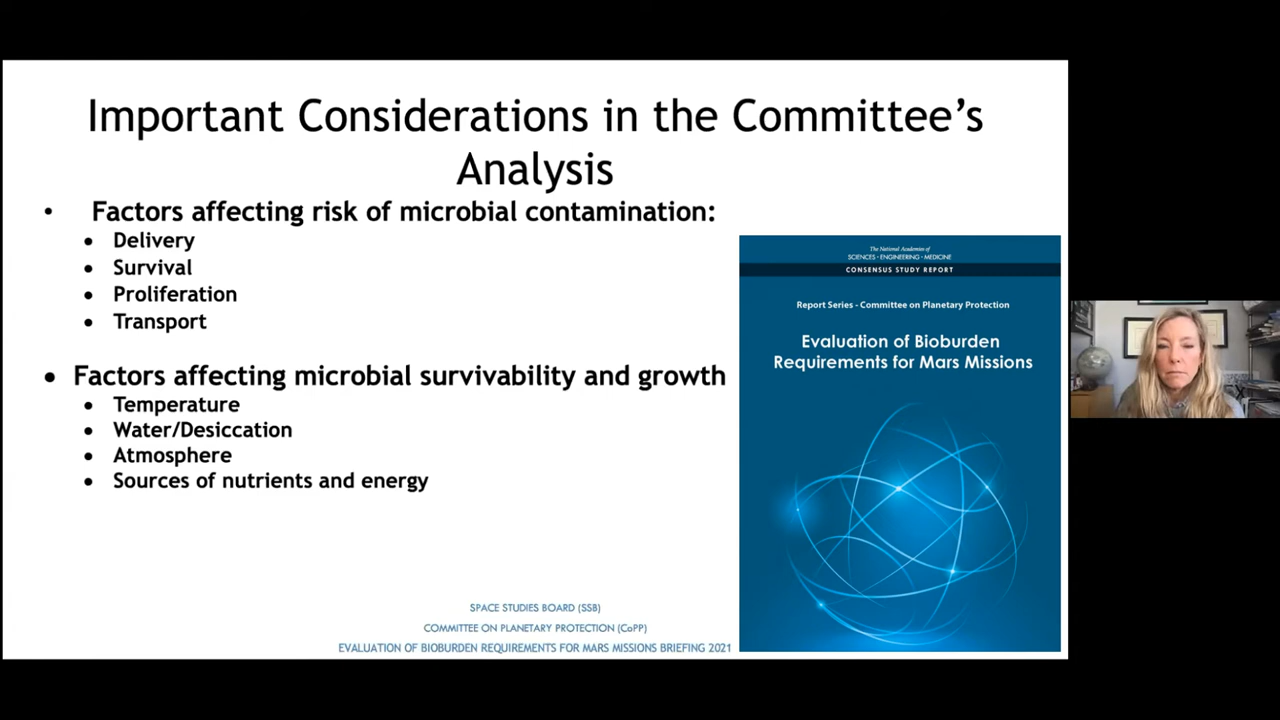 Important Considerations in the Committee's
Analysis
• Factors affecting risk of microbial contamination:
• Delivery
• Survival
• Proliferation
• Transport
• Factors affecting microbial survivability and growth
• Temperature
• Water/Desiccation
• Atmosphere
• Sources of nutrients and energy
The National Academies of
SCIENCES • ENGINEERING • MEDICINE
CONSENSUS STUDY REPORT
Report Series - Committee on Planetary Protection
Evaluation of Bioburden
Requirements for Mars Missions
SPACE STUDIES BOARD (SSB)
COMMITTEE ON PLANETARY PROTECTION (CoPP)
EVALUATION OF BIOBURDEN REQUIREMENTS FOR MARS MISSIONS BRIEFING 2021